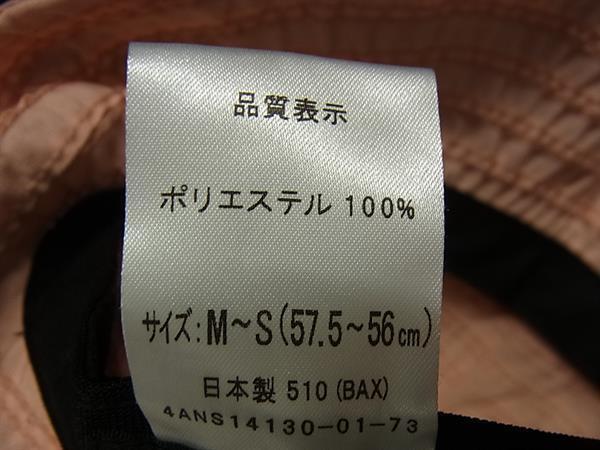 品質表示
ポリエステル 100%
サイズ: M~S(57.5~56cm)
日本製 510 (BAX)
4ANS14130-01-73